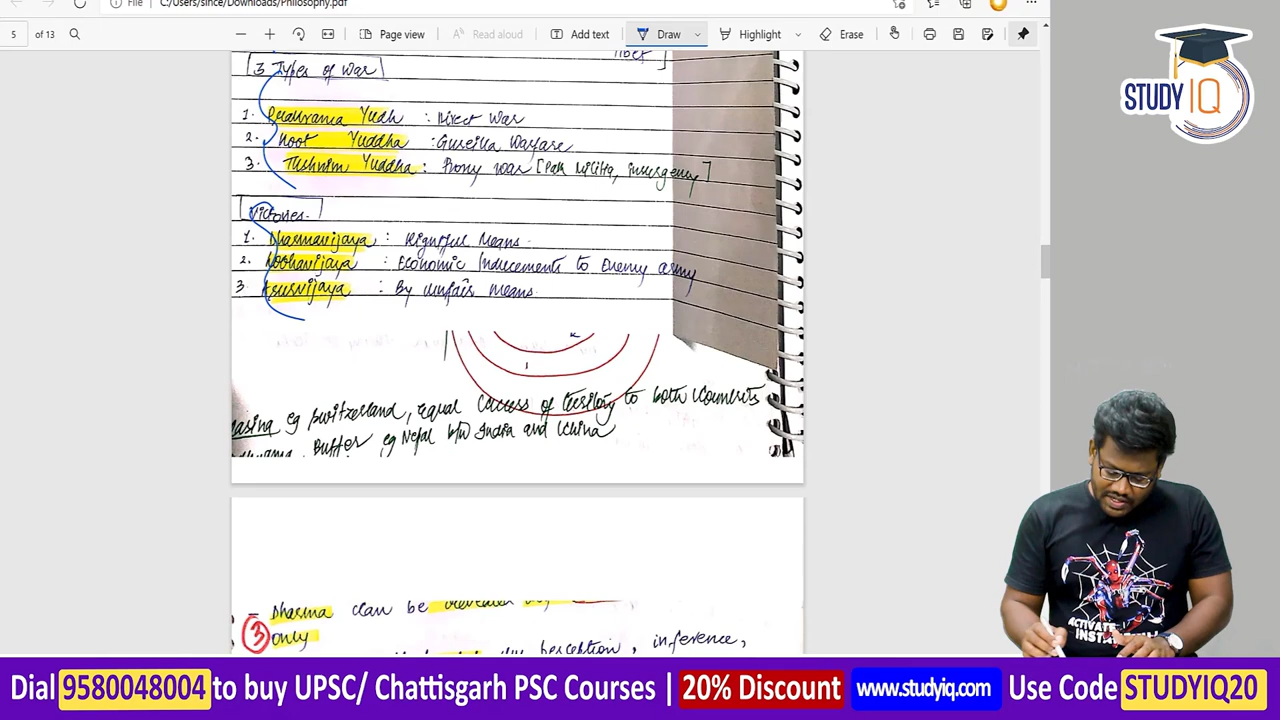 File C:/Users/since/Downloads/Philosophy.pdf
5 of 13
Page view Read aloud Add text Draw Highlight Erase
3 Types of War
1. Yudh : Direct War
2. Koot Yuddha : Guerilla Warfare
3. Tushnim Yuddha : Proxy War [Pak Militia, insurgency]
Victories.
1. Dharmavijaya : Rightful Means.
2. Lobhavijaya : Economic Inducements to Enemy army
3 Asurvijaya : By Unfair Means.
eg Switzerland, equal access of territory to both countries
Buffer eg Nepal b/w India and China
- Dharma can be
3 only
perception, inference,
STUDY IQ
ACTIVATE
Dial 9580048004 to buy UPSC/ Chattisgarh PSC Courses | 20% Discount www.studyiq.com Use Code STUDYIQ20